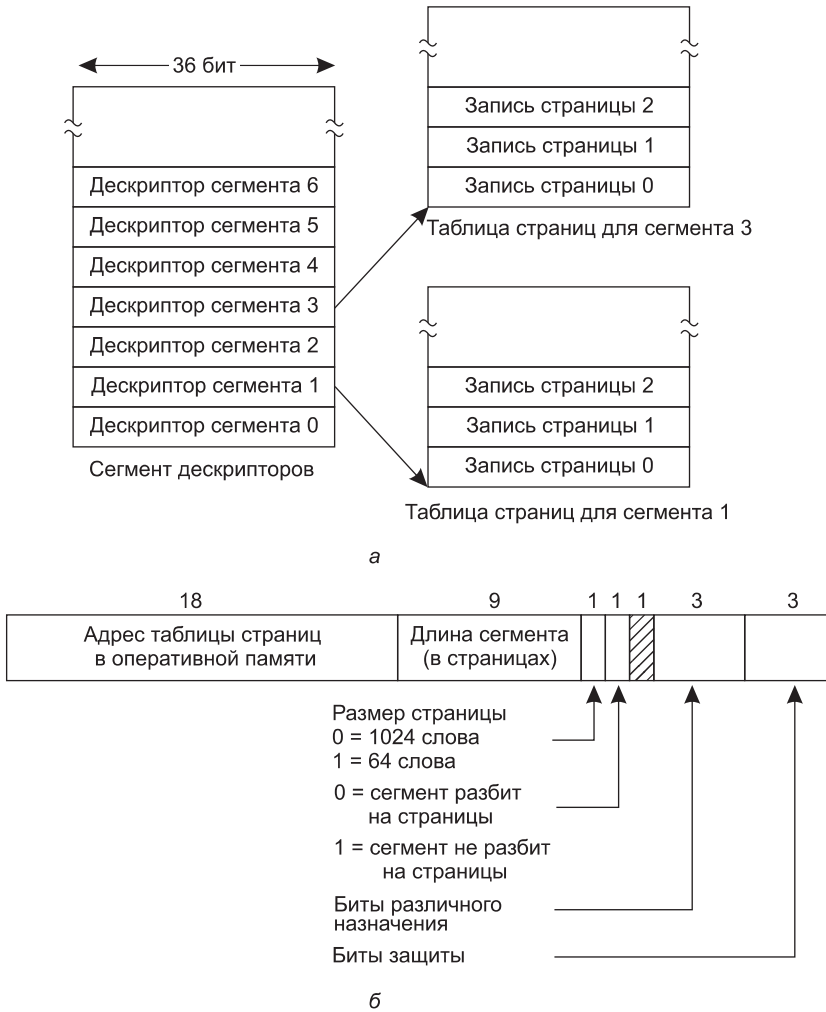 36 бит
Дескриптор сегмента 6
Дескриптор сегмента 5
Дескриптор сегмента 4
Дескриптор сегмента 3
Дескриптор сегмента 2
Дескриптор сегмента 1
Дескриптор сегмента 0
Сегмент дескрипторов
Запись страницы 2
Запись страницы 1
Запись страницы 0
Таблица страниц для сегмента 3
Запись страницы 2
Запись страницы 1
Запись страницы 0
Таблица страниц для сегмента 1
а
18 9 1 1 1 3 3
Адрес таблицы страниц
в оперативной памяти
Длина сегмента
(в страницах)
Размер страницы
0 = 1024 слова
1 = 64 слова
0 = сегмент разбит
на страницы
1 = сегмент не разбит
на страницы
Биты различного
назначения
Биты защиты
б